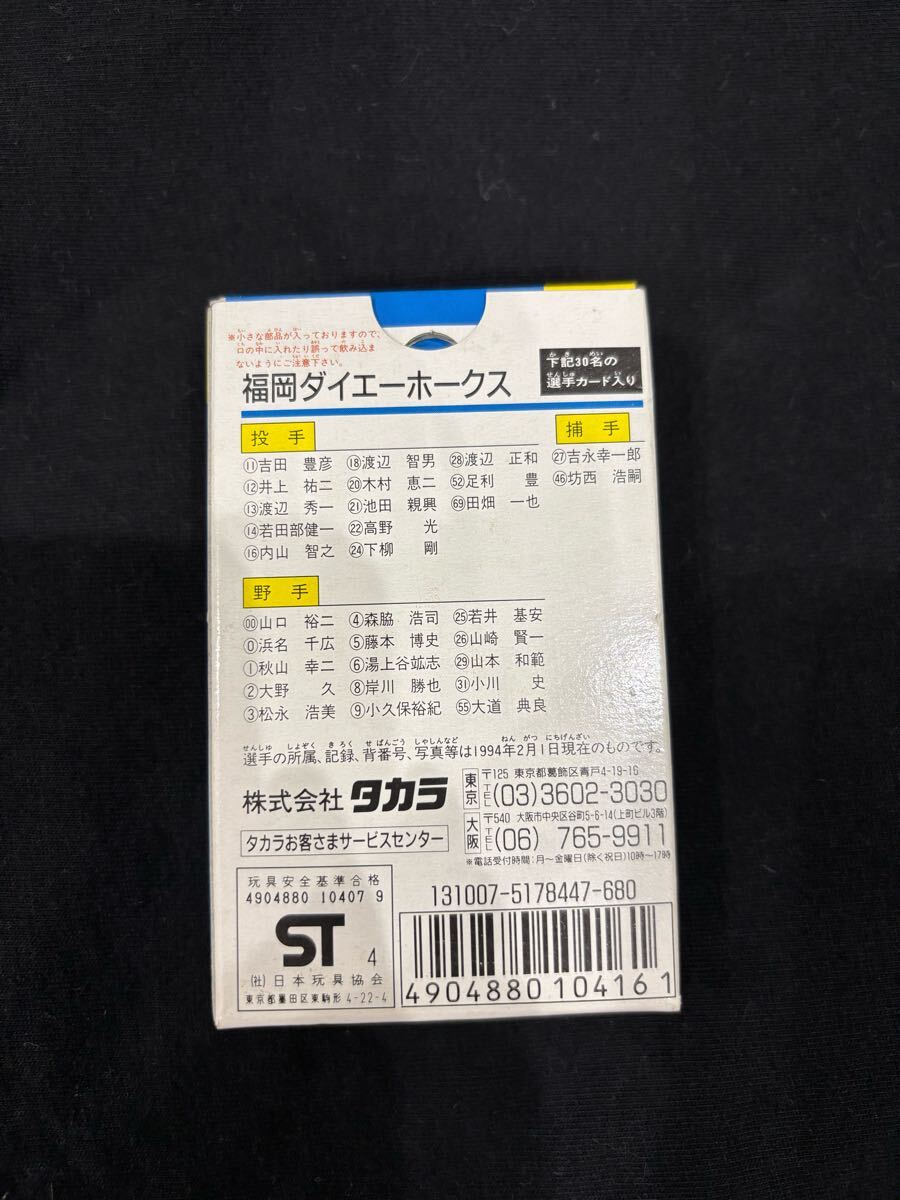 ※小さな部品が入っておりますので、
口の中に入れたり誤って飲み込ま
ないようにご注意下さい。
福岡ダイエーホークス
下記30名の
選手カード入り
投手
⑪吉田 豊彦 ⑱渡辺 智男 ㉘渡辺 正和
⑫井上 祐二 ⑳木村 恵二 52足利 豊
⑬渡辺 秀一 ㉑池田 親興 69田畑 一也
⑭若田部健一 ㉒高野 光
⑯内山 智之 ㉔下柳 剛
捕手
㉗吉永幸一郎
㊻坊西 浩嗣
野手
00山口 裕二 ④森脇 浩司 ㉕若井 基安
⓪浜名 千広 ⑤藤本 博史 ㉖山崎 賢一
①秋山 幸二 ⑥湯上谷竑志 ㉙山本 和範
②大野 久 ⑧岸川 勝也 ㉛小川 史
③松永 浩美 ⑨小久保裕紀 55大道 典良
選手の所属、記録、背番号、写真等は1994年2月1日現在のものです。
株式会社 タカラ
タカラお客さまサービスセンター
東京 〒125 東京都葛飾区青戸4-19-16
TEL (03)3602-3030
大阪 〒540 大阪市中央区谷町5-6-14(上町ビル3階)
TEL (06) 765-9911
※電話受付時間:月〜金曜日(除く祝日)10時〜17時
玩具安全基準合格
4904880 10407 9
ST 4
(社)日本玩具協会
東京都墨田区東駒形 4-22-4
131007-5178447-680
4904880104161